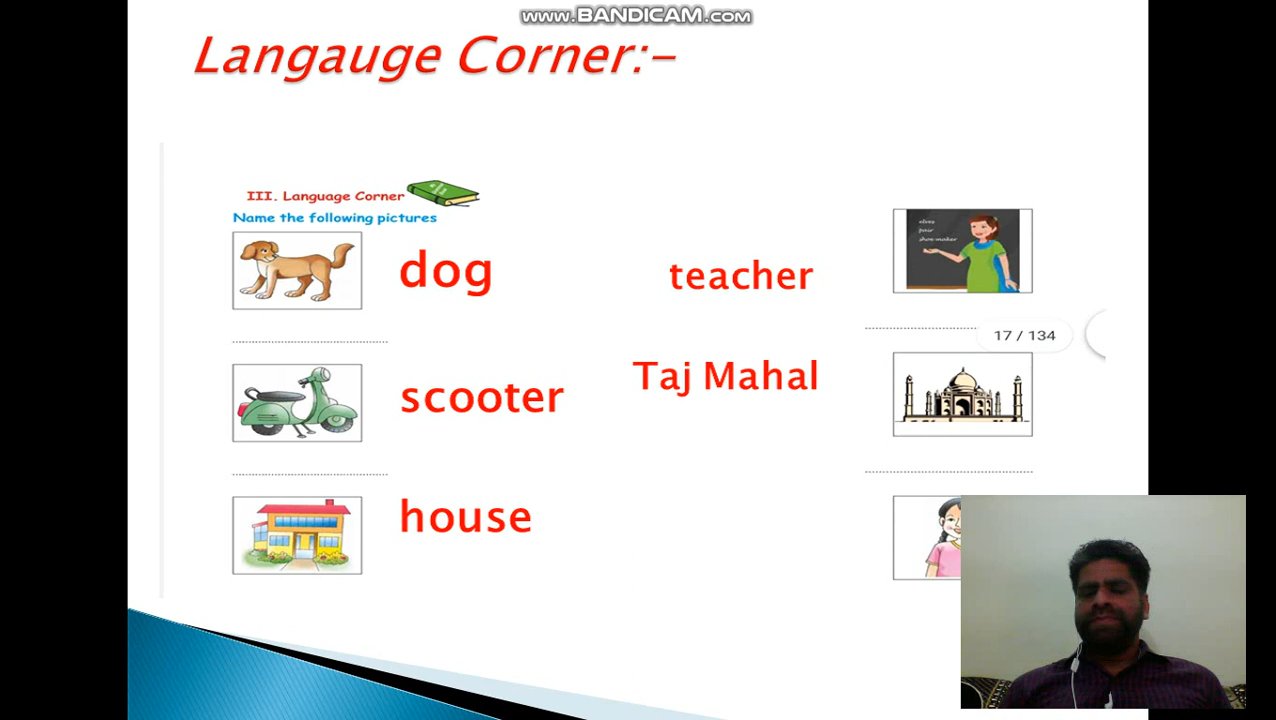 www.BANDICAM.com
Langauge Corner:-
III. Language Corner
Name the following pictures
dog
teacher
17 / 134
Taj Mahal
scooter
house